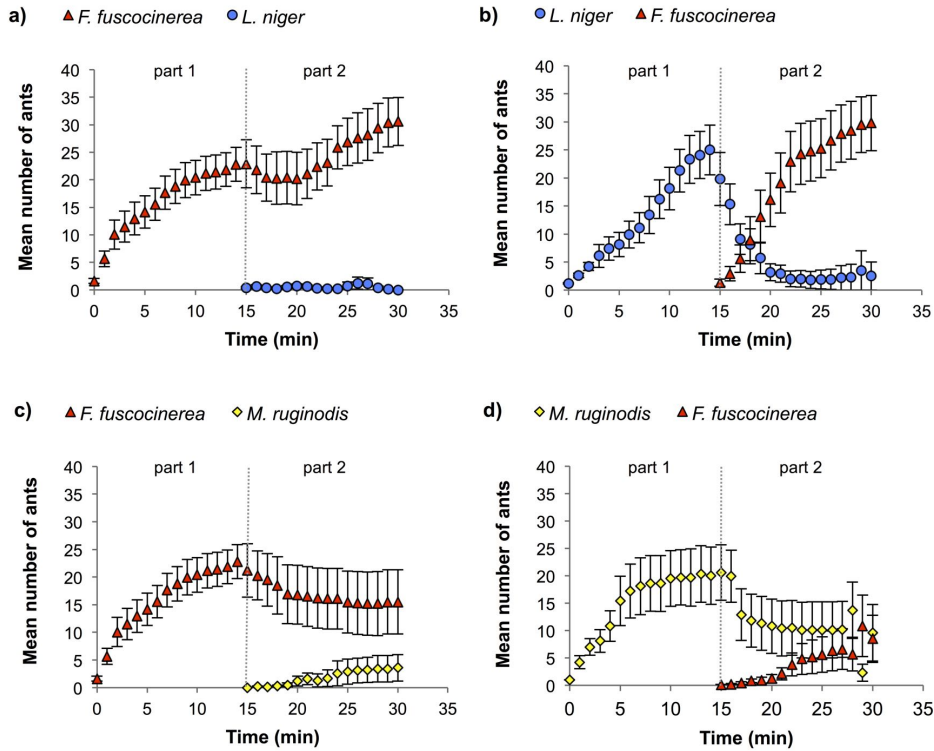 a)
F. fuscocinerea L. niger
part 1 part 2
Mean number of ants
40
35
30
25
20
15
10
5
0
0 5 10 15 20 25 30 35
Time (min)
b)
L. niger F. fuscocinerea
part 1 part 2
Mean number of ants
40
35
30
25
20
15
10
5
0
0 5 10 15 20 25 30 35
Time (min)
c)
F. fuscocinerea M. ruginodis
part 1 part 2
Mean number of ants
40
35
30
25
20
15
10
5
0
0 5 10 15 20 25 30 35
Time (min)
d)
M. ruginodis F. fuscocinerea
part 1 part 2
Mean number of ants
40
35
30
25
20
15
10
5
0
0 5 10 15 20 25 30 35
Time (min)